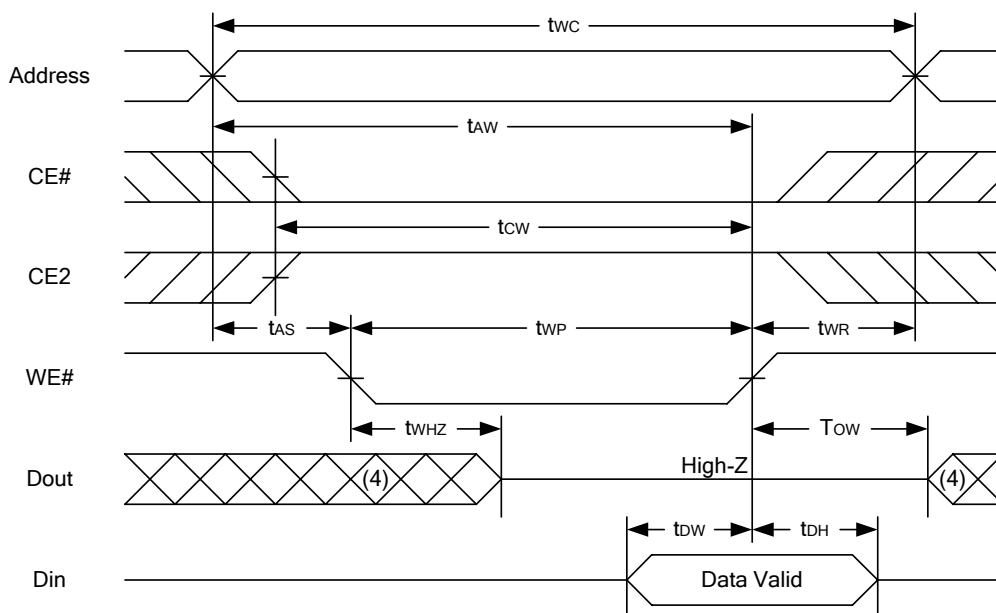 tWC
Address
tAW
CE#
tCW
CE2
tAS tWP tWR
WE#
tWHZ TOW
High-Z
Dout (4) (4)
tDW tDH
Din Data Valid